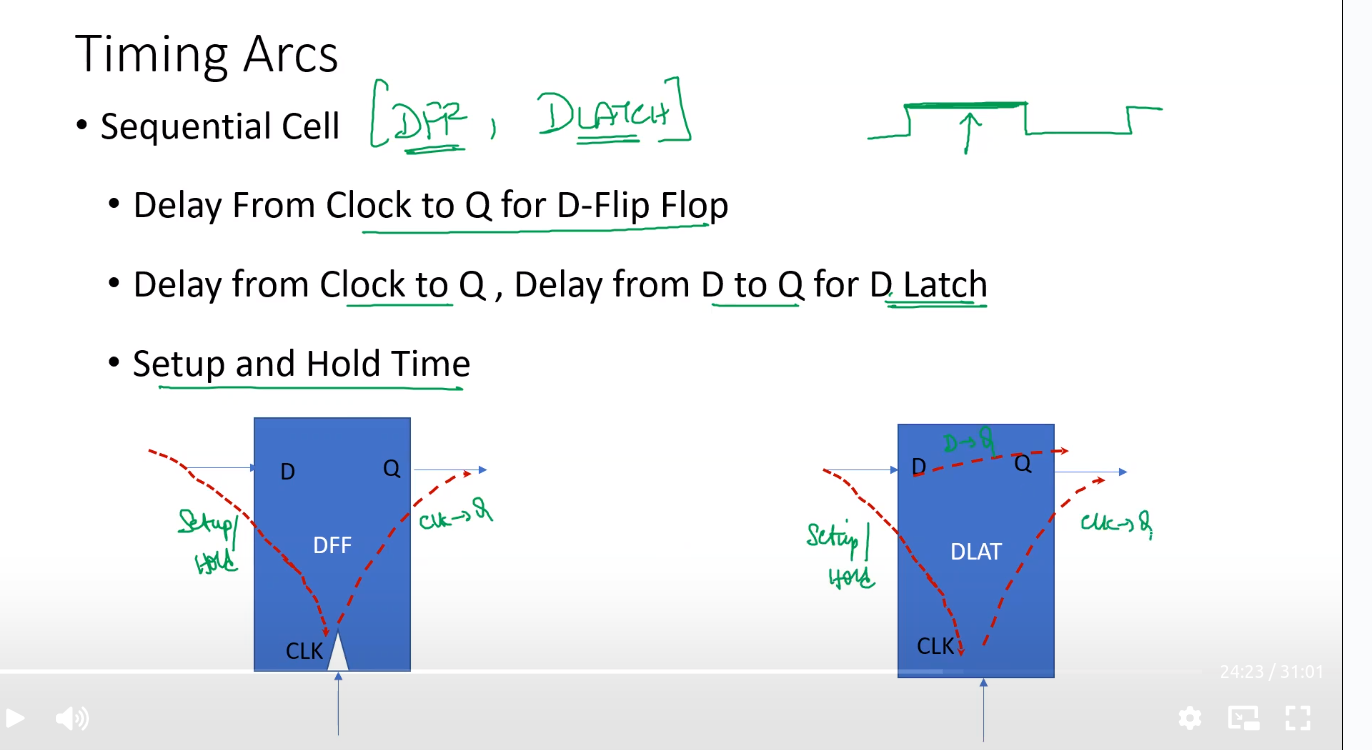 Timing Arcs
• Sequential Cell [DFF, DLATCH]
• Delay From Clock to Q for D-Flip Flop
• Delay from Clock to Q , Delay from D to Q for D Latch
• Setup and Hold Time
D Q
Setup/
Hold
CLK→Q
DFF
CLK
D→Q
D Q
Setup/
Hold
CLK→Q
DLAT
CLK
24:23 / 31:01